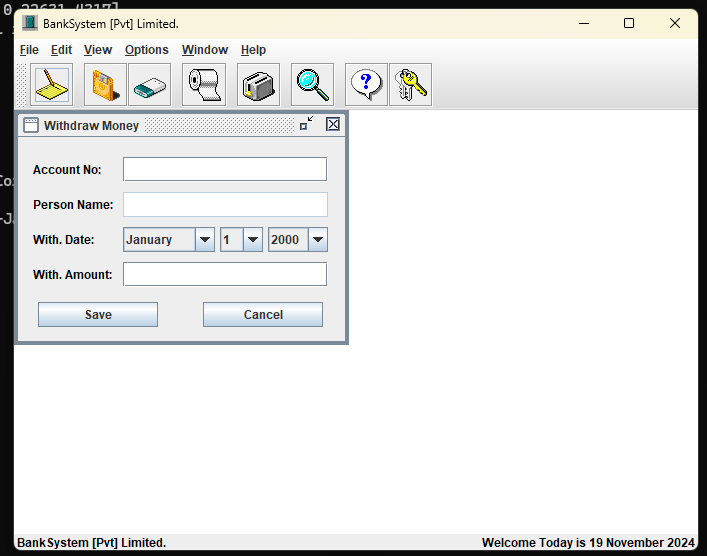 0 22631 4317]
BankSystem [Pvt] Limited.
File Edit View Options Window Help
?
Withdraw Money
Account No:
Person Name:
With. Date: January 1 2000
With. Amount:
Save Cancel
BankSystem [Pvt] Limited. Welcome Today is 19 November 2024